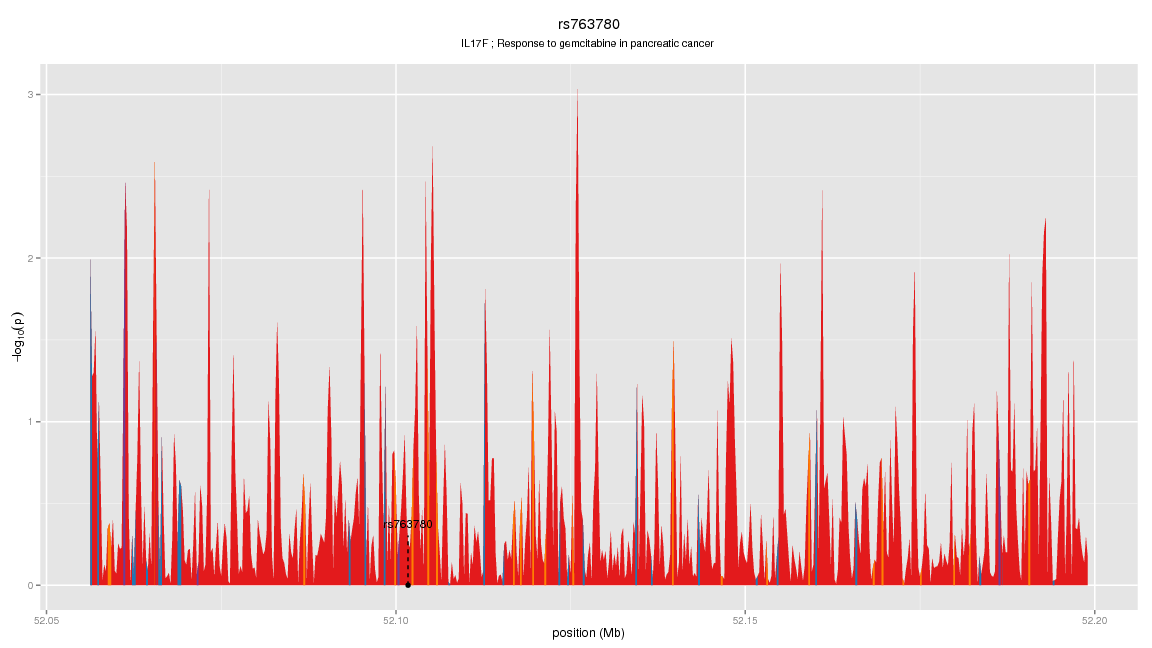 rs763780
IL17F ; Response to gemcitabine in pancreatic cancer
3
2
1
0
−log10(p)
rs763780
52.05 52.10 52.15 52.20
position (Mb)